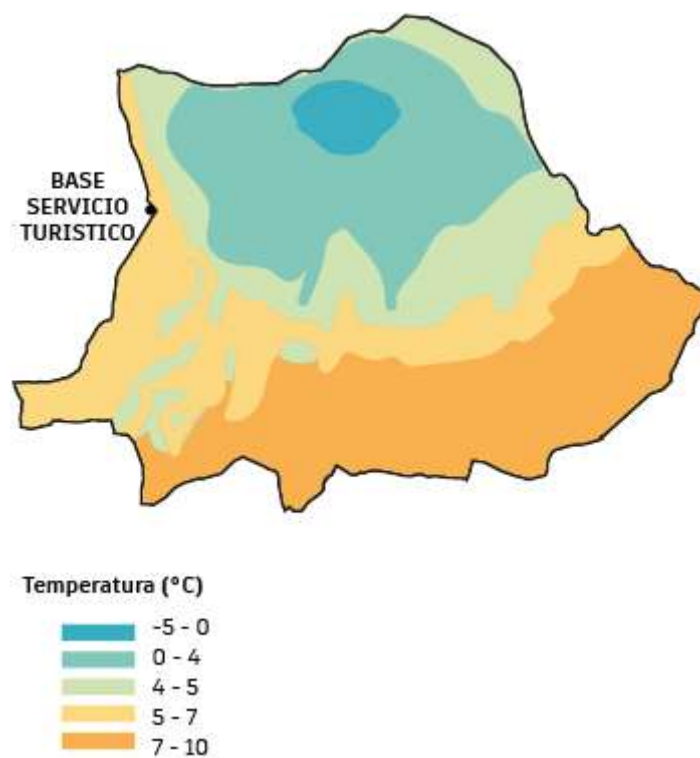 BASE
SERVICIO
TURISTICO
Temperatura (°C)
-5 - 0
0 - 4
4 - 5
5 - 7
7 - 10